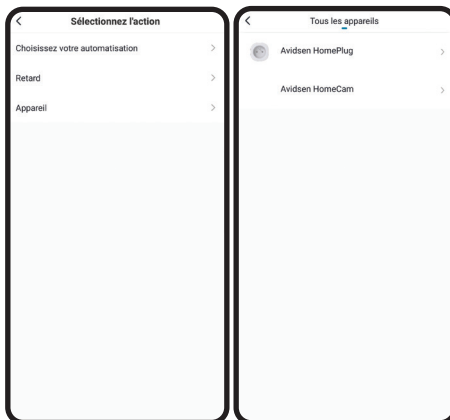 Sélectionnez l'action
Choisissez votre automatisation
Retard
Appareil
Tous les appareils
Avidsen HomePlug
Avidsen HomeCam